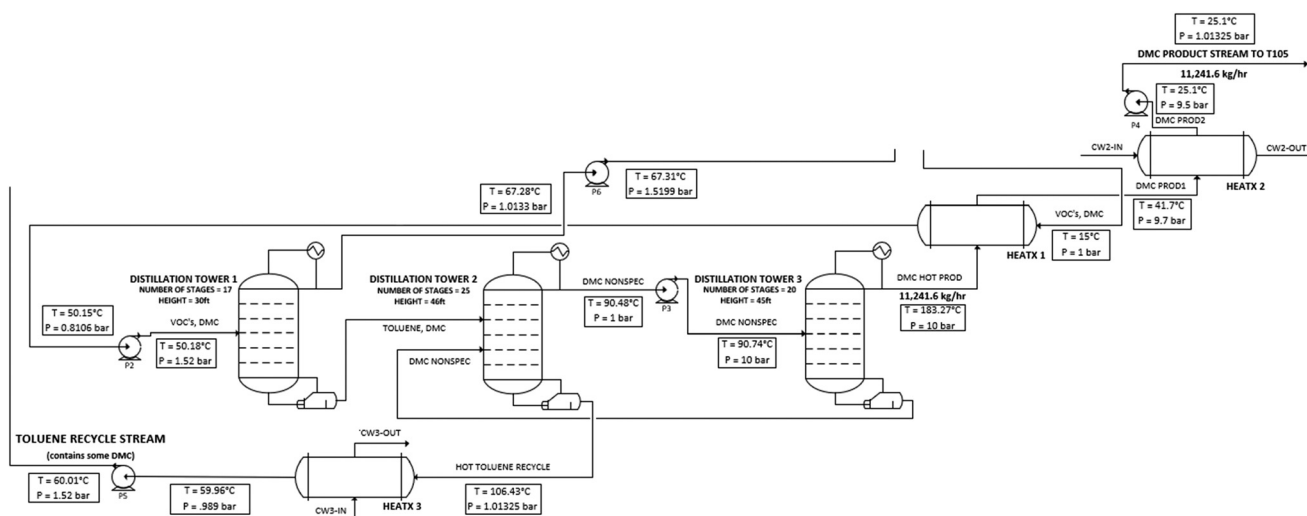 T = 25.1°C
P = 1.01325 bar
DMC PRODUCT STREAM TO T105
11,241.6 kg/hr
T = 25.1°C
P = 9.5 bar
P4
DMC PROD2
CW2-IN
CW2-OUT
HEATX 2
DMC PROD1
T = 41.7°C
P = 9.7 bar
P6
T = 67.28°C
P = 1.0133 bar
T = 67.31°C
P = 1.5199 bar
VOC's, DMC
T = 15°C
P = 1 bar
HEATX 1
DISTILLATION TOWER 1
NUMBER OF STAGES = 17
HEIGHT = 30ft
DISTILLATION TOWER 2
NUMBER OF STAGES = 25
HEIGHT = 46ft
DMC NONSPEC
T = 90.48°C
P = 1 bar
P3
DISTILLATION TOWER 3
NUMBER OF STAGES = 20
HEIGHT = 45ft
DMC HOT PROD
11,241.6 kg/hr
T = 183.27°C
P = 10 bar
T = 50.15°C
P = 0.8106 bar
VOC's, DMC
P2
T = 50.18°C
P = 1.52 bar
TOLUENE, DMC
DMC NONSPEC
DMC NONSPEC
T = 90.74°C
P = 10 bar
TOLUENE RECYCLE STREAM
(contains some DMC)
T = 60.01°C
P = 1.52 bar
P5
T = 59.96°C
P = .989 bar
'CW3-OUT
CW3-IN
HEATX 3
HOT TOLUENE RECYCLE
T = 106.43°C
P = 1.01325 bar